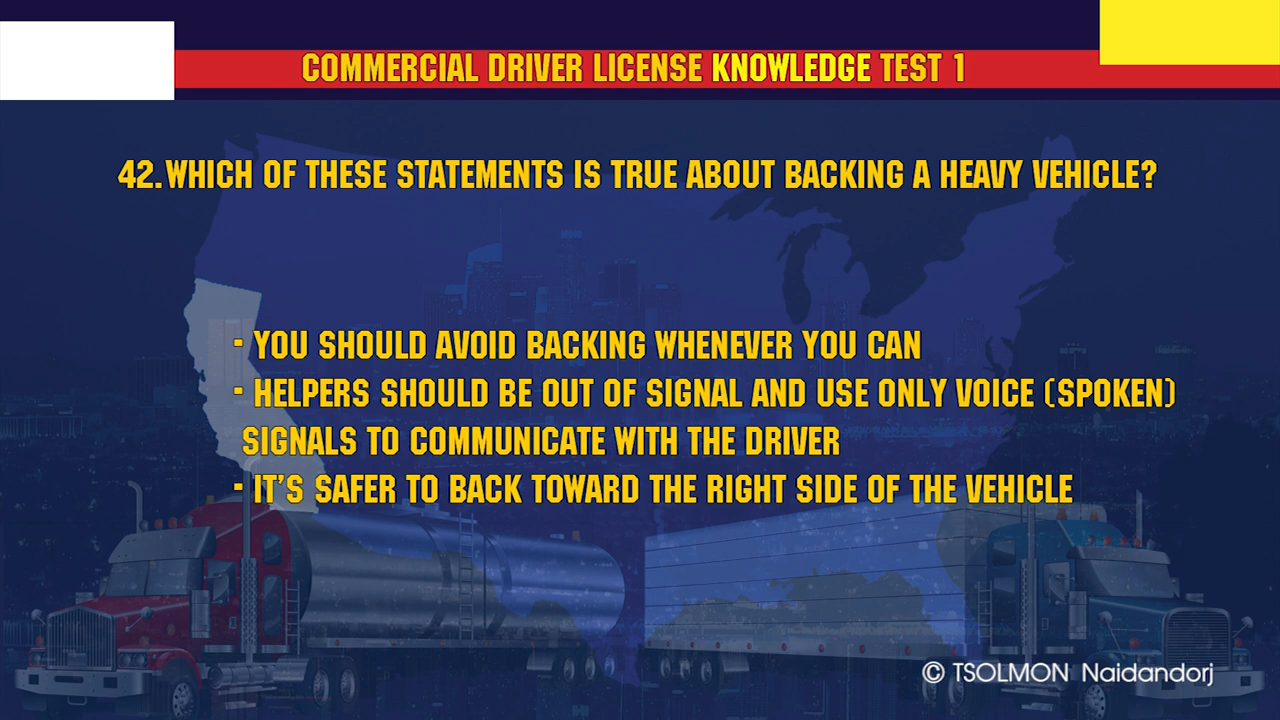 COMMERCIAL DRIVER LICENSE KNOWLEDGE TEST 1
42.WHICH OF THESE STATEMENTS IS TRUE ABOUT BACKING A HEAVY VEHICLE?
- YOU SHOULD AVOID BACKING WHENEVER YOU CAN
- HELPERS SHOULD BE OUT OF SIGNAL AND USE ONLY VOICE (SPOKEN)
SIGNALS TO COMMUNICATE WITH THE DRIVER
- IT'S SAFER TO BACK TOWARD THE RIGHT SIDE OF THE VEHICLE
© TSOLMON Naidandorj